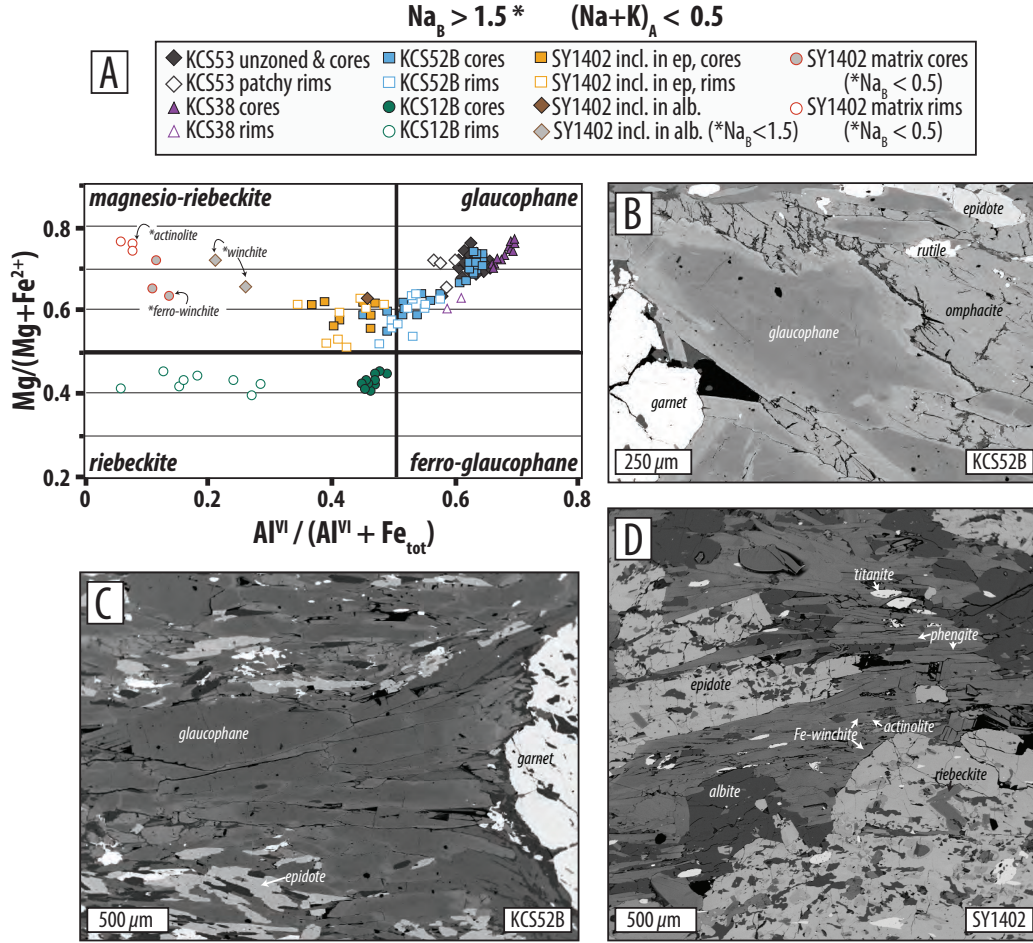 Na_B > 1.5 * (Na+K)_A < 0.5
A
KCS53 unzoned & cores
KCS53 patchy rims
KCS38 cores
KCS38 rims
KCS52B cores
KCS52B rims
KCS12B cores
KCS12B rims
SY1402 incl. in ep, cores
SY1402 incl. in ep, rims
SY1402 incl. in alb.
SY1402 incl. in alb. (*Na_B<1.5)
SY1402 matrix cores
(*Na_B < 0.5)
SY1402 matrix rims
(*Na_B < 0.5)
magnesio-riebeckite
glaucophane
*actinolite
*winchite
*ferro-winchite
riebeckite
ferro-glaucophane
0.8
0.6
0.4
0.2
Mg/(Mg+Fe²⁺)
0
0.2
0.4
0.6
0.8
Al^VI / (Al^VI + Fe_tot)
B
epidote
rutile
glaucophane
omphacite
garnet
250 µm
KCS52B
C
glaucophane
garnet
epidote
500 µm
KCS52B
D
titanite
phengite
epidote
Fe-winchite
actinolite
riebeckite
albite
500 µm
SY1402